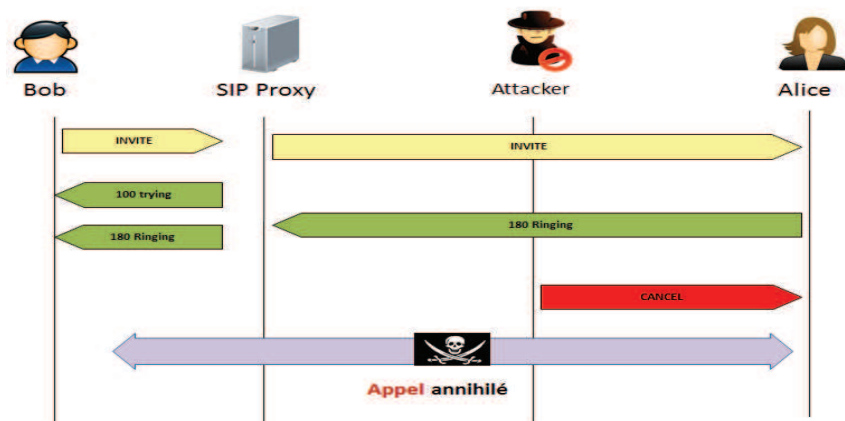 Bob
SIP Proxy
Attacker
Alice
INVITE
INVITE
100 trying
180 Ringing
180 Ringing
CANCEL
Appel annihilé